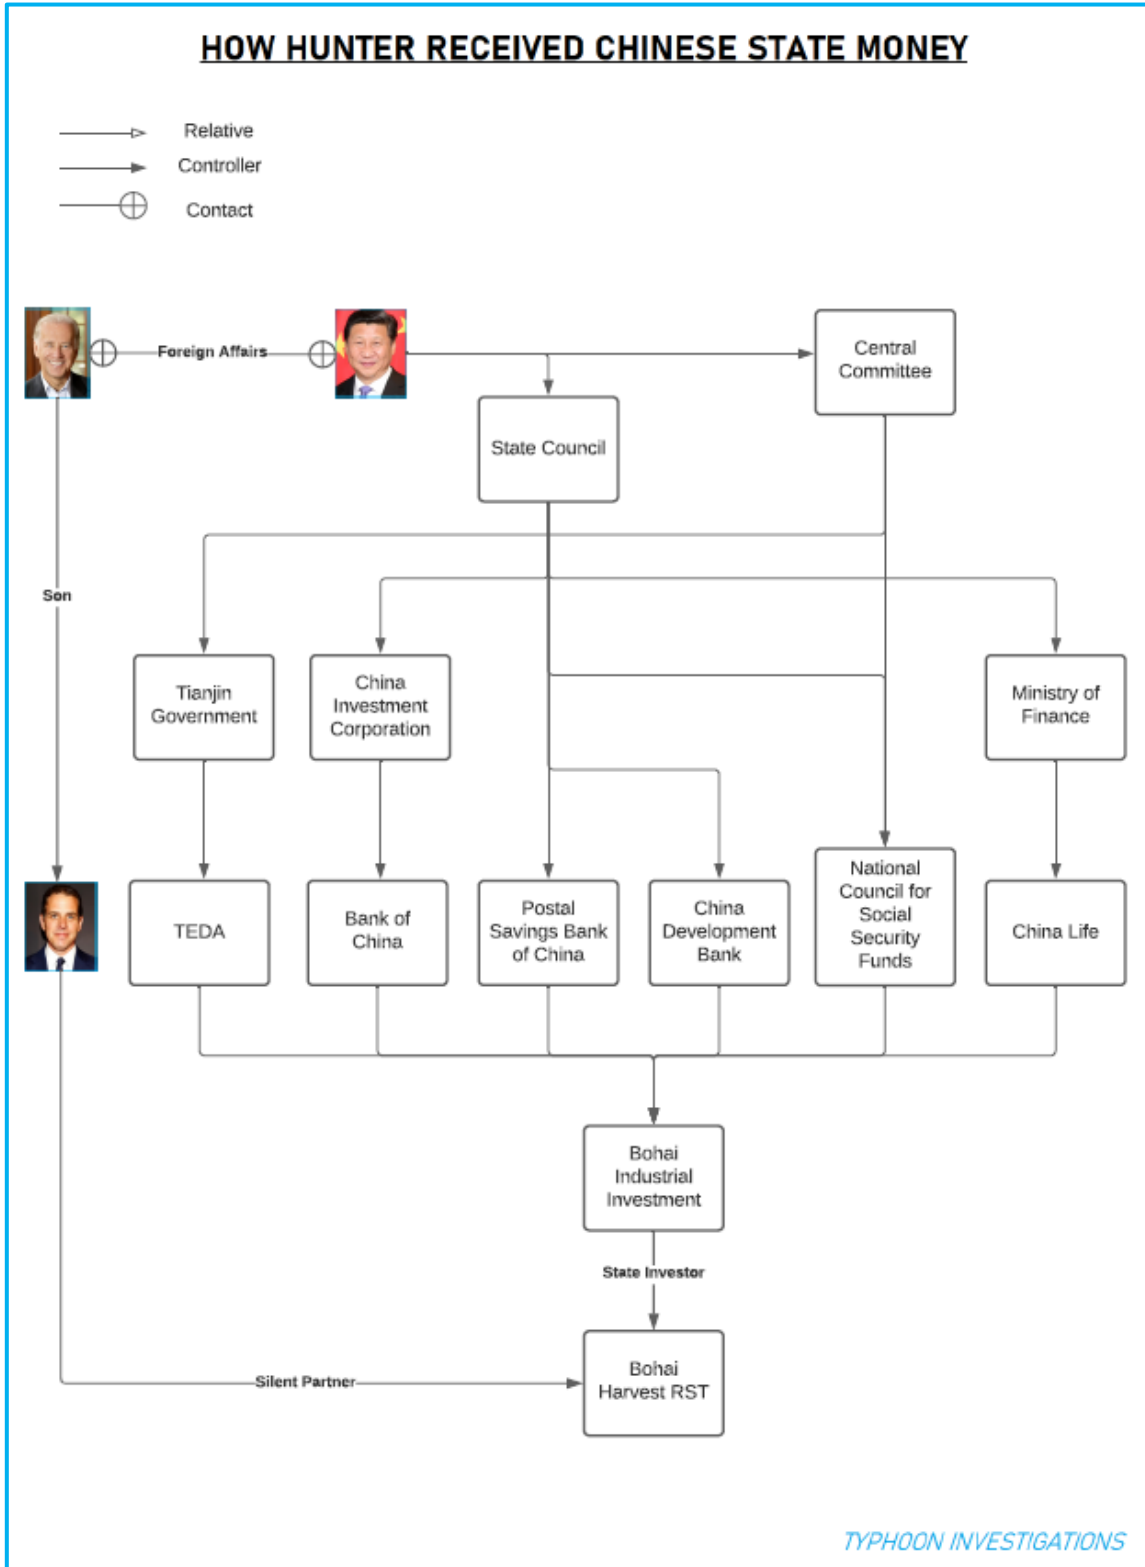 HOW HUNTER RECEIVED CHINESE STATE MONEY
Relative
Controller
Contact
Foreign Affairs
Central
Committee
State Council
Son
Tianjin
Government
China
Investment
Corporation
Ministry of
Finance
TEDA
Bank of
China
Postal
Savings Bank
of China
China
Development
Bank
National
Council for
Social
Security
Funds
China Life
Bohai
Industrial
Investment
State Investor
Silent Partner
Bohai
Harvest RST
TYPHOON INVESTIGATIONS